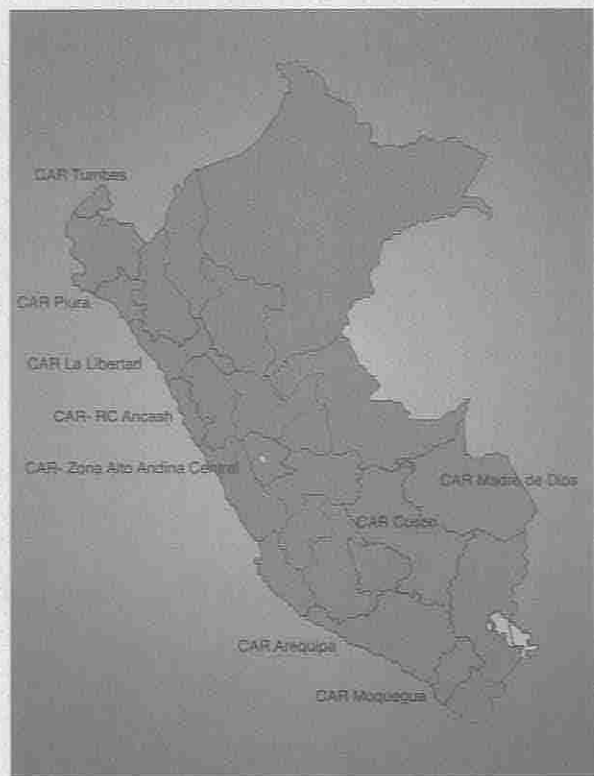 CAR Tumbes
CAR Piura
CAR La Libertad
CAR- RC Ancash
CAR- Zona Alto Andina Central
CAR Madre de Dios
CAR Cusco
CAR Arequipa
CAR Moquegua